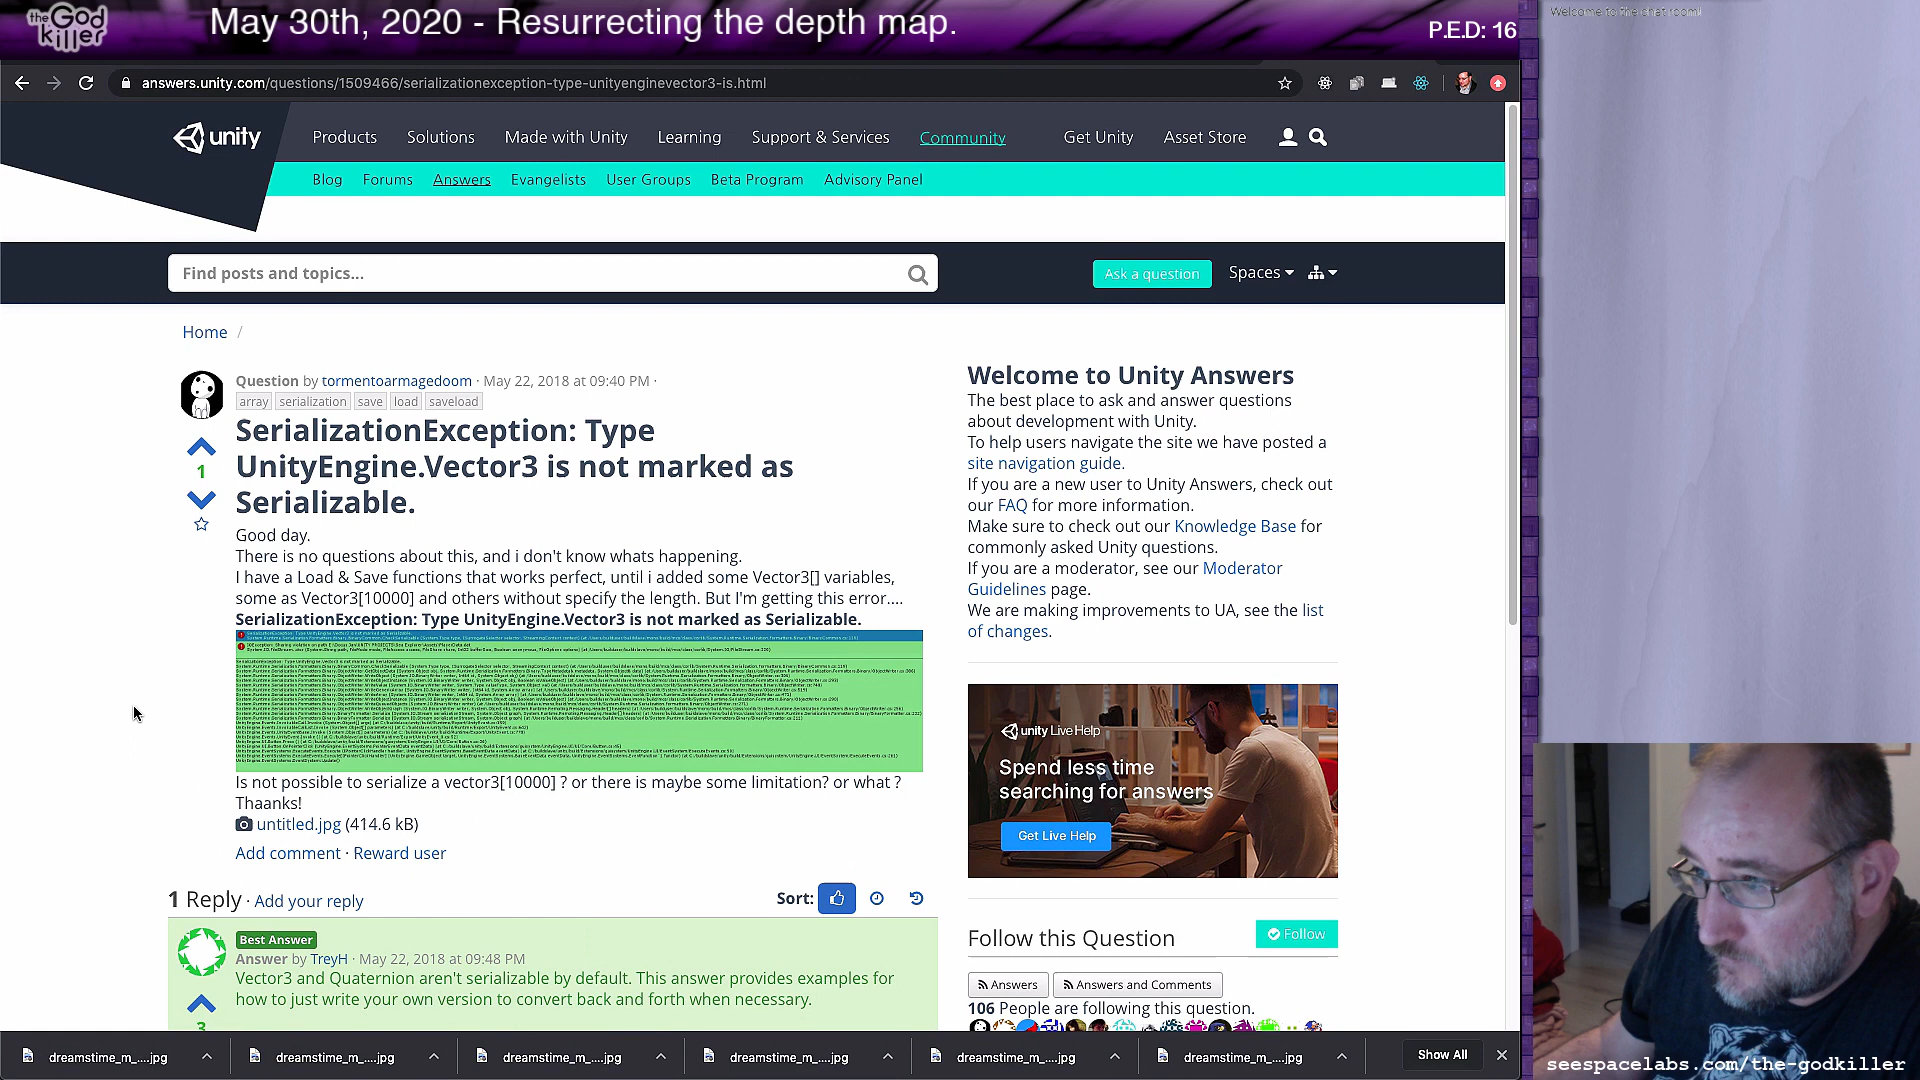 the God killer
May 30th, 2020 - Resurrecting the depth map.
P.E.D: 16
Welcome to the chat room!
answers.unity.com/questions/1509466/serializationexception-type-unityenginevector3-is.html
unity
Products Solutions Made with Unity Learning Support & Services Community Get Unity Asset Store
Blog Forums Answers Evangelists User Groups Beta Program Advisory Panel
Find posts and topics...
Ask a question Spaces
Home /
Question by tormentoarmagedoom · May 22, 2018 at 09:40 PM ·
array serialization save load saveload
SerializationException: Type
UnityEngine.Vector3 is not marked as
Serializable.
1
Good day.
There is no questions about this, and i don't know whats happening.
I have a Load & Save functions that works perfect, until i added some Vector3[] variables,
some as Vector3[10000] and others without specify the length. But I'm getting this error....
SerializationException: Type UnityEngine.Vector3 is not marked as Serializable.
Is not possible to serialize a vector3[10000] ? or there is maybe some limitation? or what ?
Thaanks!
untitled.jpg (414.6 kB)
Add comment · Reward user
1 Reply · Add your reply
Sort:
Best Answer
Answer by TreyH · May 22, 2018 at 09:48 PM
Vector3 and Quaternion aren't serializable by default. This answer provides examples for
how to just write your own version to convert back and forth when necessary.
3
Welcome to Unity Answers
The best place to ask and answer questions
about development with Unity.
To help users navigate the site we have posted a
site navigation guide.
If you are a new user to Unity Answers, check out
our FAQ for more information.
Make sure to check out our Knowledge Base for
commonly asked Unity questions.
If you are a moderator, see our Moderator
Guidelines page.
We are making improvements to UA, see the list
of changes.
unity Live Help
Spend less time
searching for answers
Get Live Help
Follow this Question
Follow
Answers Answers and Comments
106 People are following this question.
dreamstime_m_....jpg dreamstime_m_....jpg dreamstime_m_....jpg dreamstime_m_....jpg dreamstime_m_....jpg dreamstime_m_....jpg Show All
seespacelabs.com/the-godkiller